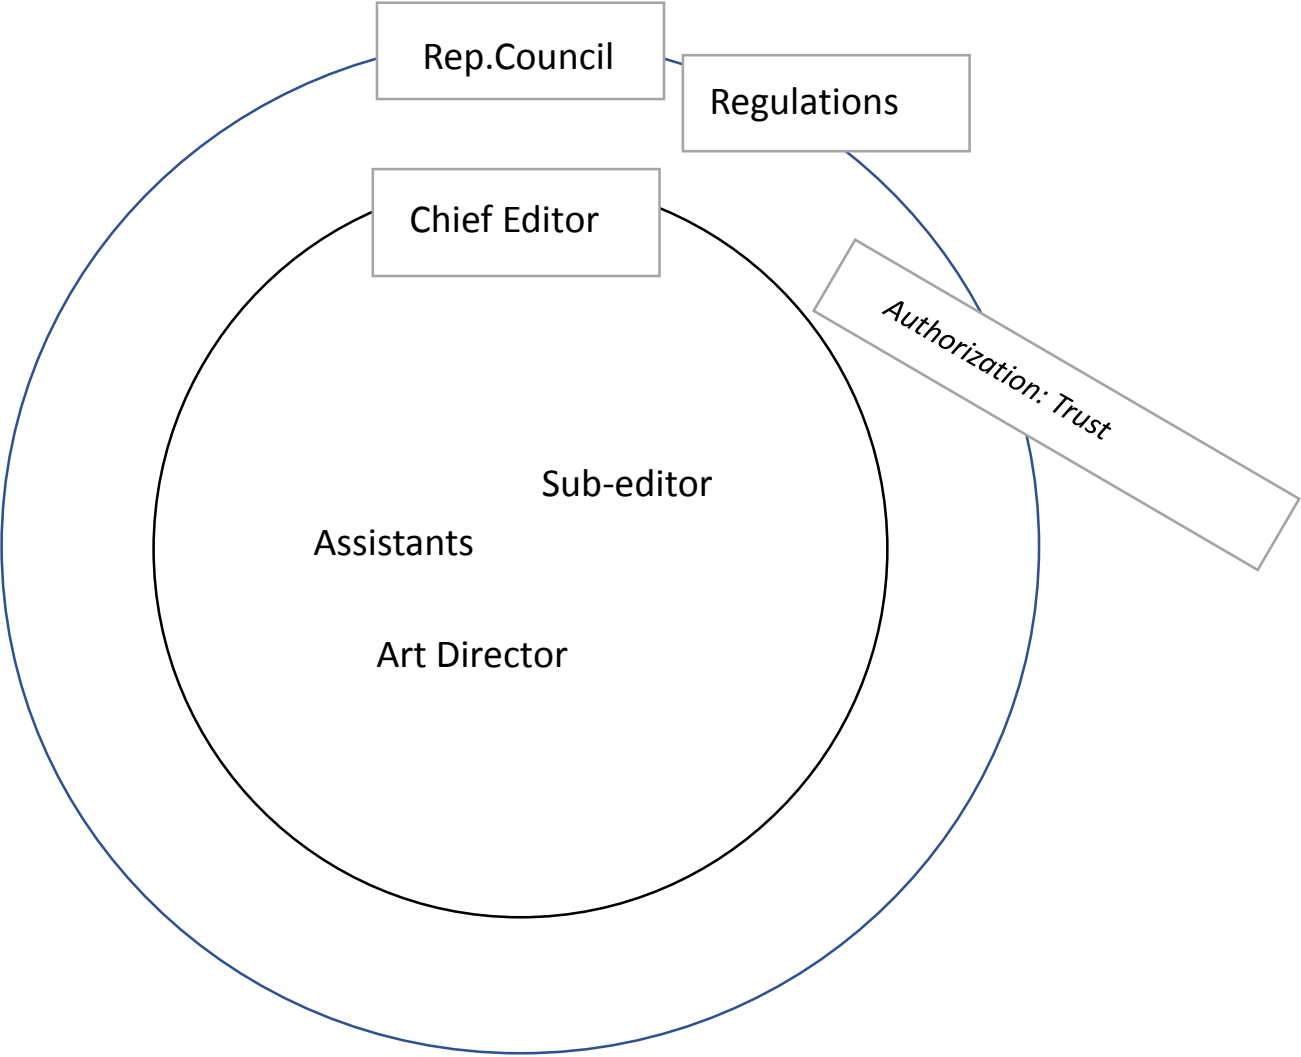 Rep.Council
Regulations
Chief Editor
Authorization: Trust
Sub-editor
Assistants
Art Director